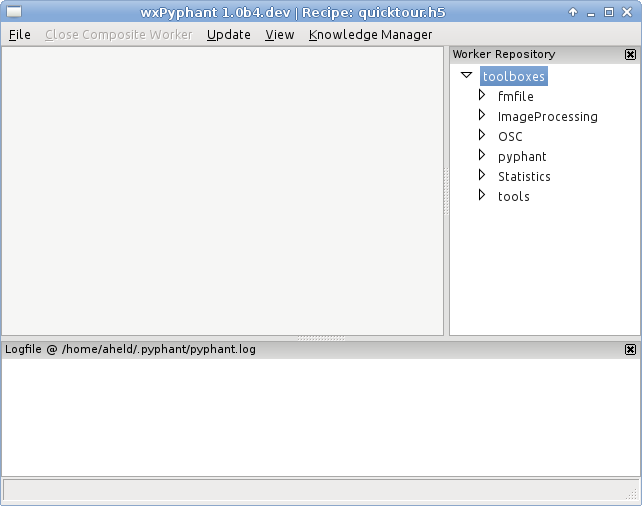 wxPyphant 1.0b4.dev | Recipe: quicktour.h5
File Close Composite Worker Update View Knowledge Manager
Worker Repository
toolboxes
fmfile
ImageProcessing
OSC
pyphant
Statistics
tools
Logfile @ /home/aheld/.pyphant/pyphant.log